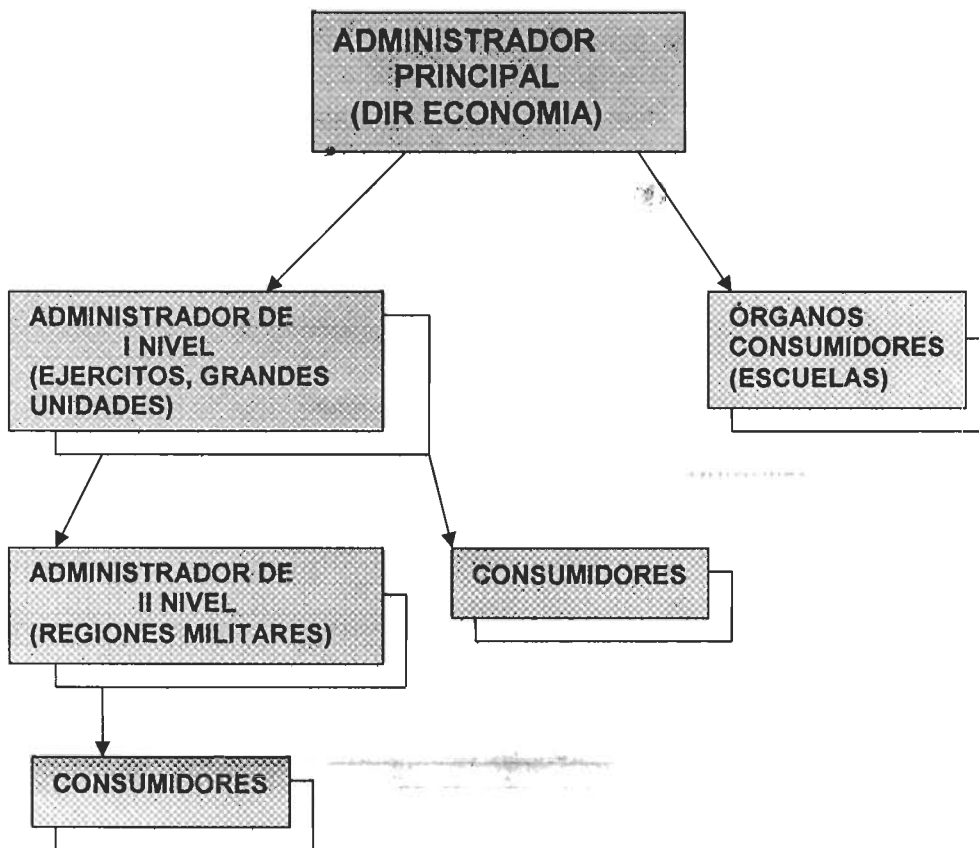 ADMINISTRADOR
PRINCIPAL
(DIR ECONOMIA)
ADMINISTRADOR DE
I NIVEL
(EJERCITOS, GRANDES
UNIDADES)
ÓRGANOS
CONSUMIDORES
(ESCUELAS)
ADMINISTRADOR DE
II NIVEL
(REGIONES MILITARES)
CONSUMIDORES
CONSUMIDORES